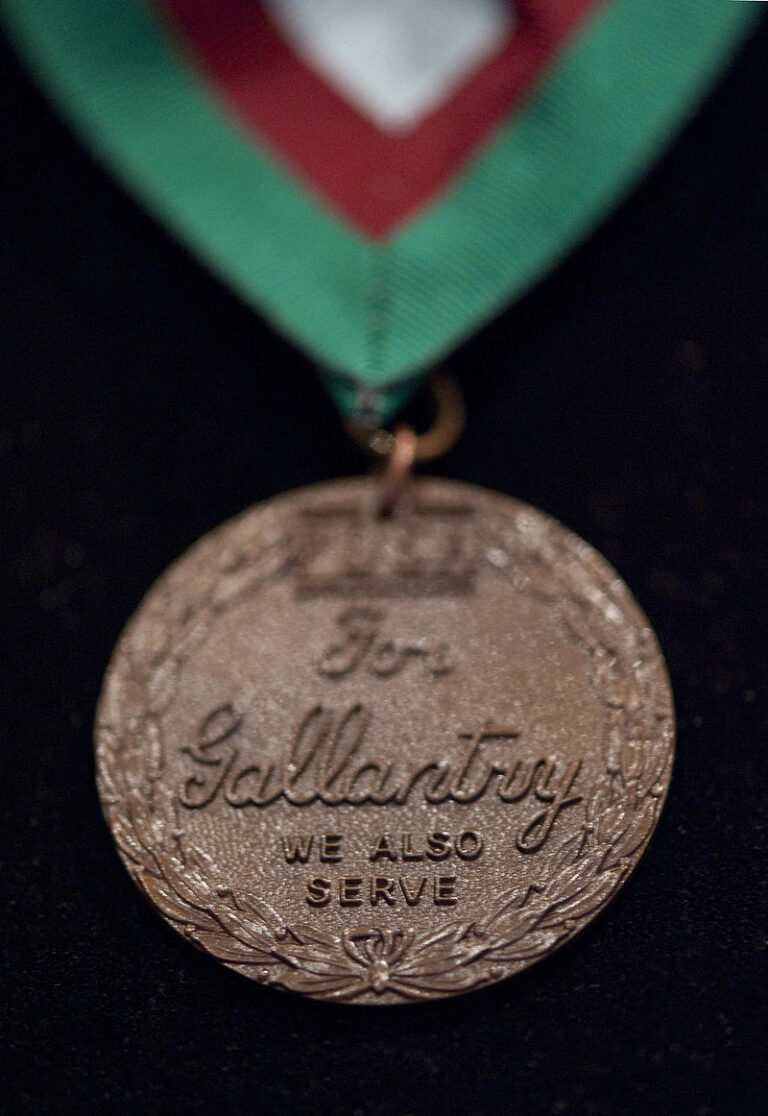 For
Gallantry
WE ALSO
SERVE